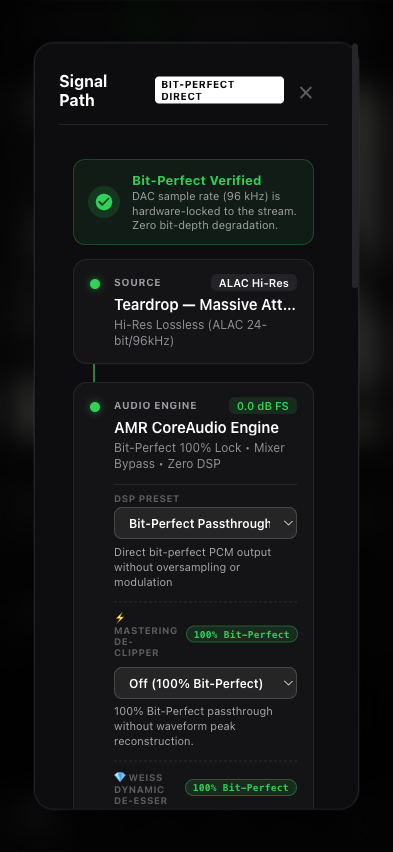 Signal
Path
BIT-PERFECT
DIRECT
Bit-Perfect Verified
DAC sample rate (96 kHz) is
hardware-locked to the stream.
Zero bit-depth degradation.
SOURCE
ALAC Hi-Res
Teardrop — Massive Att...
Hi-Res Lossless (ALAC 24-
bit/96kHz)
AUDIO ENGINE
0.0 dB FS
AMR CoreAudio Engine
Bit-Perfect 100% Lock • Mixer
Bypass • Zero DSP
DSP PRESET
Bit-Perfect Passthrough
Direct bit-perfect PCM output
without oversampling or
modulation
⚡
MASTERING
DE-
CLIPPER
100% Bit-Perfect
Off (100% Bit-Perfect)
100% Bit-Perfect passthrough
without waveform peak
reconstruction.
💎 WEISS
DYNAMIC
DE-ESSER
100% Bit-Perfect